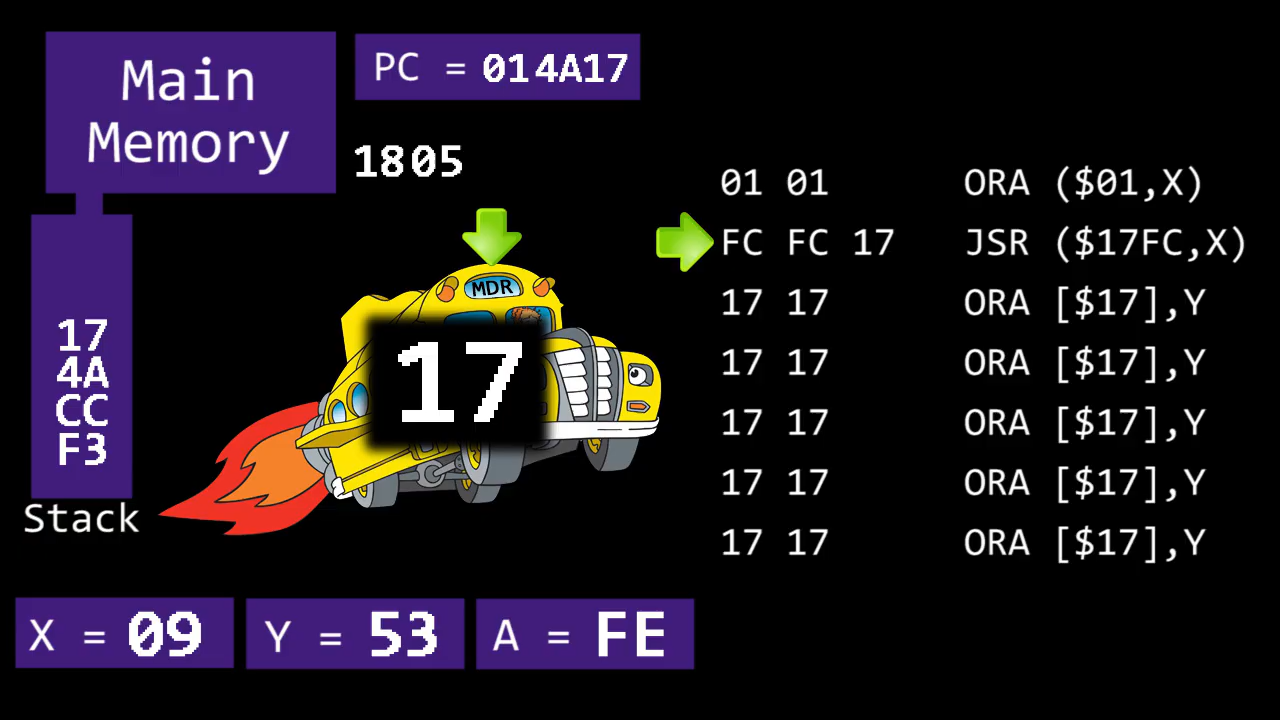 Main
Memory
PC = 014A17
1805
MDR
17
17
4A
CC
F3
Stack
01 01 ORA ($01,X)
FC FC 17 JSR ($17FC,X)
17 17 ORA [$17],Y
17 17 ORA [$17],Y
17 17 ORA [$17],Y
17 17 ORA [$17],Y
17 17 ORA [$17],Y
X = 09
Y = 53
A = FE